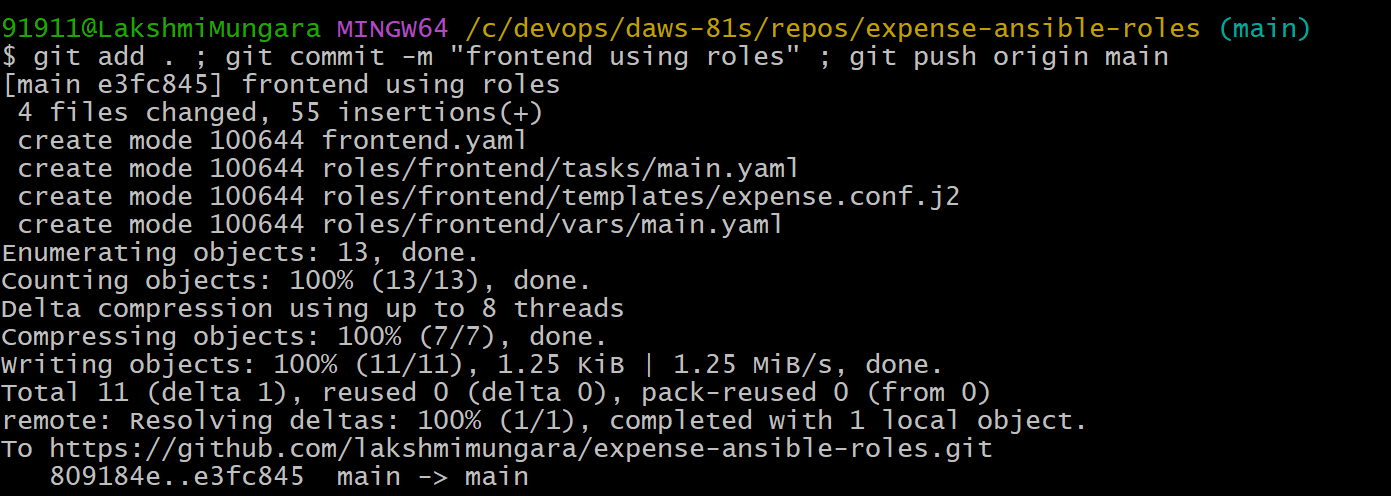 91911@LakshmiMungara MINGW64 /c/devops/daws-81s/repos/expense-ansible-roles (main)
$ git add . ; git commit -m "frontend using roles" ; git push origin main
[main e3fc845] frontend using roles
 4 files changed, 55 insertions(+)
 create mode 100644 frontend.yaml
 create mode 100644 roles/frontend/tasks/main.yaml
 create mode 100644 roles/frontend/templates/expense.conf.j2
 create mode 100644 roles/frontend/vars/main.yaml
Enumerating objects: 13, done.
Counting objects: 100% (13/13), done.
Delta compression using up to 8 threads
Compressing objects: 100% (7/7), done.
Writing objects: 100% (11/11), 1.25 KiB | 1.25 MiB/s, done.
Total 11 (delta 1), reused 0 (delta 0), pack-reused 0 (from 0)
remote: Resolving deltas: 100% (1/1), completed with 1 local object.
To https://github.com/lakshmimungara/expense-ansible-roles.git
   809184e..e3fc845  main -> main